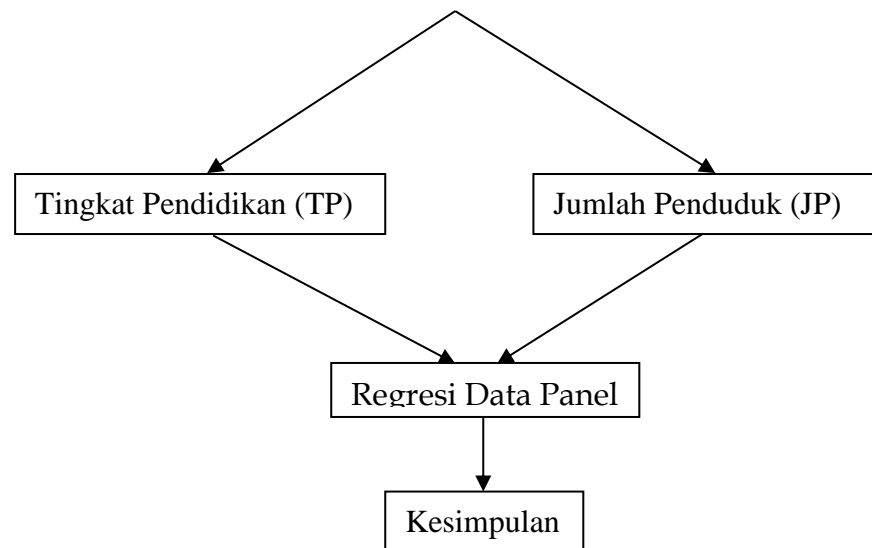 Tingkat Pendidikan (TP)
Jumlah Penduduk (JP)
Regresi Data Panel
Kesimpulan